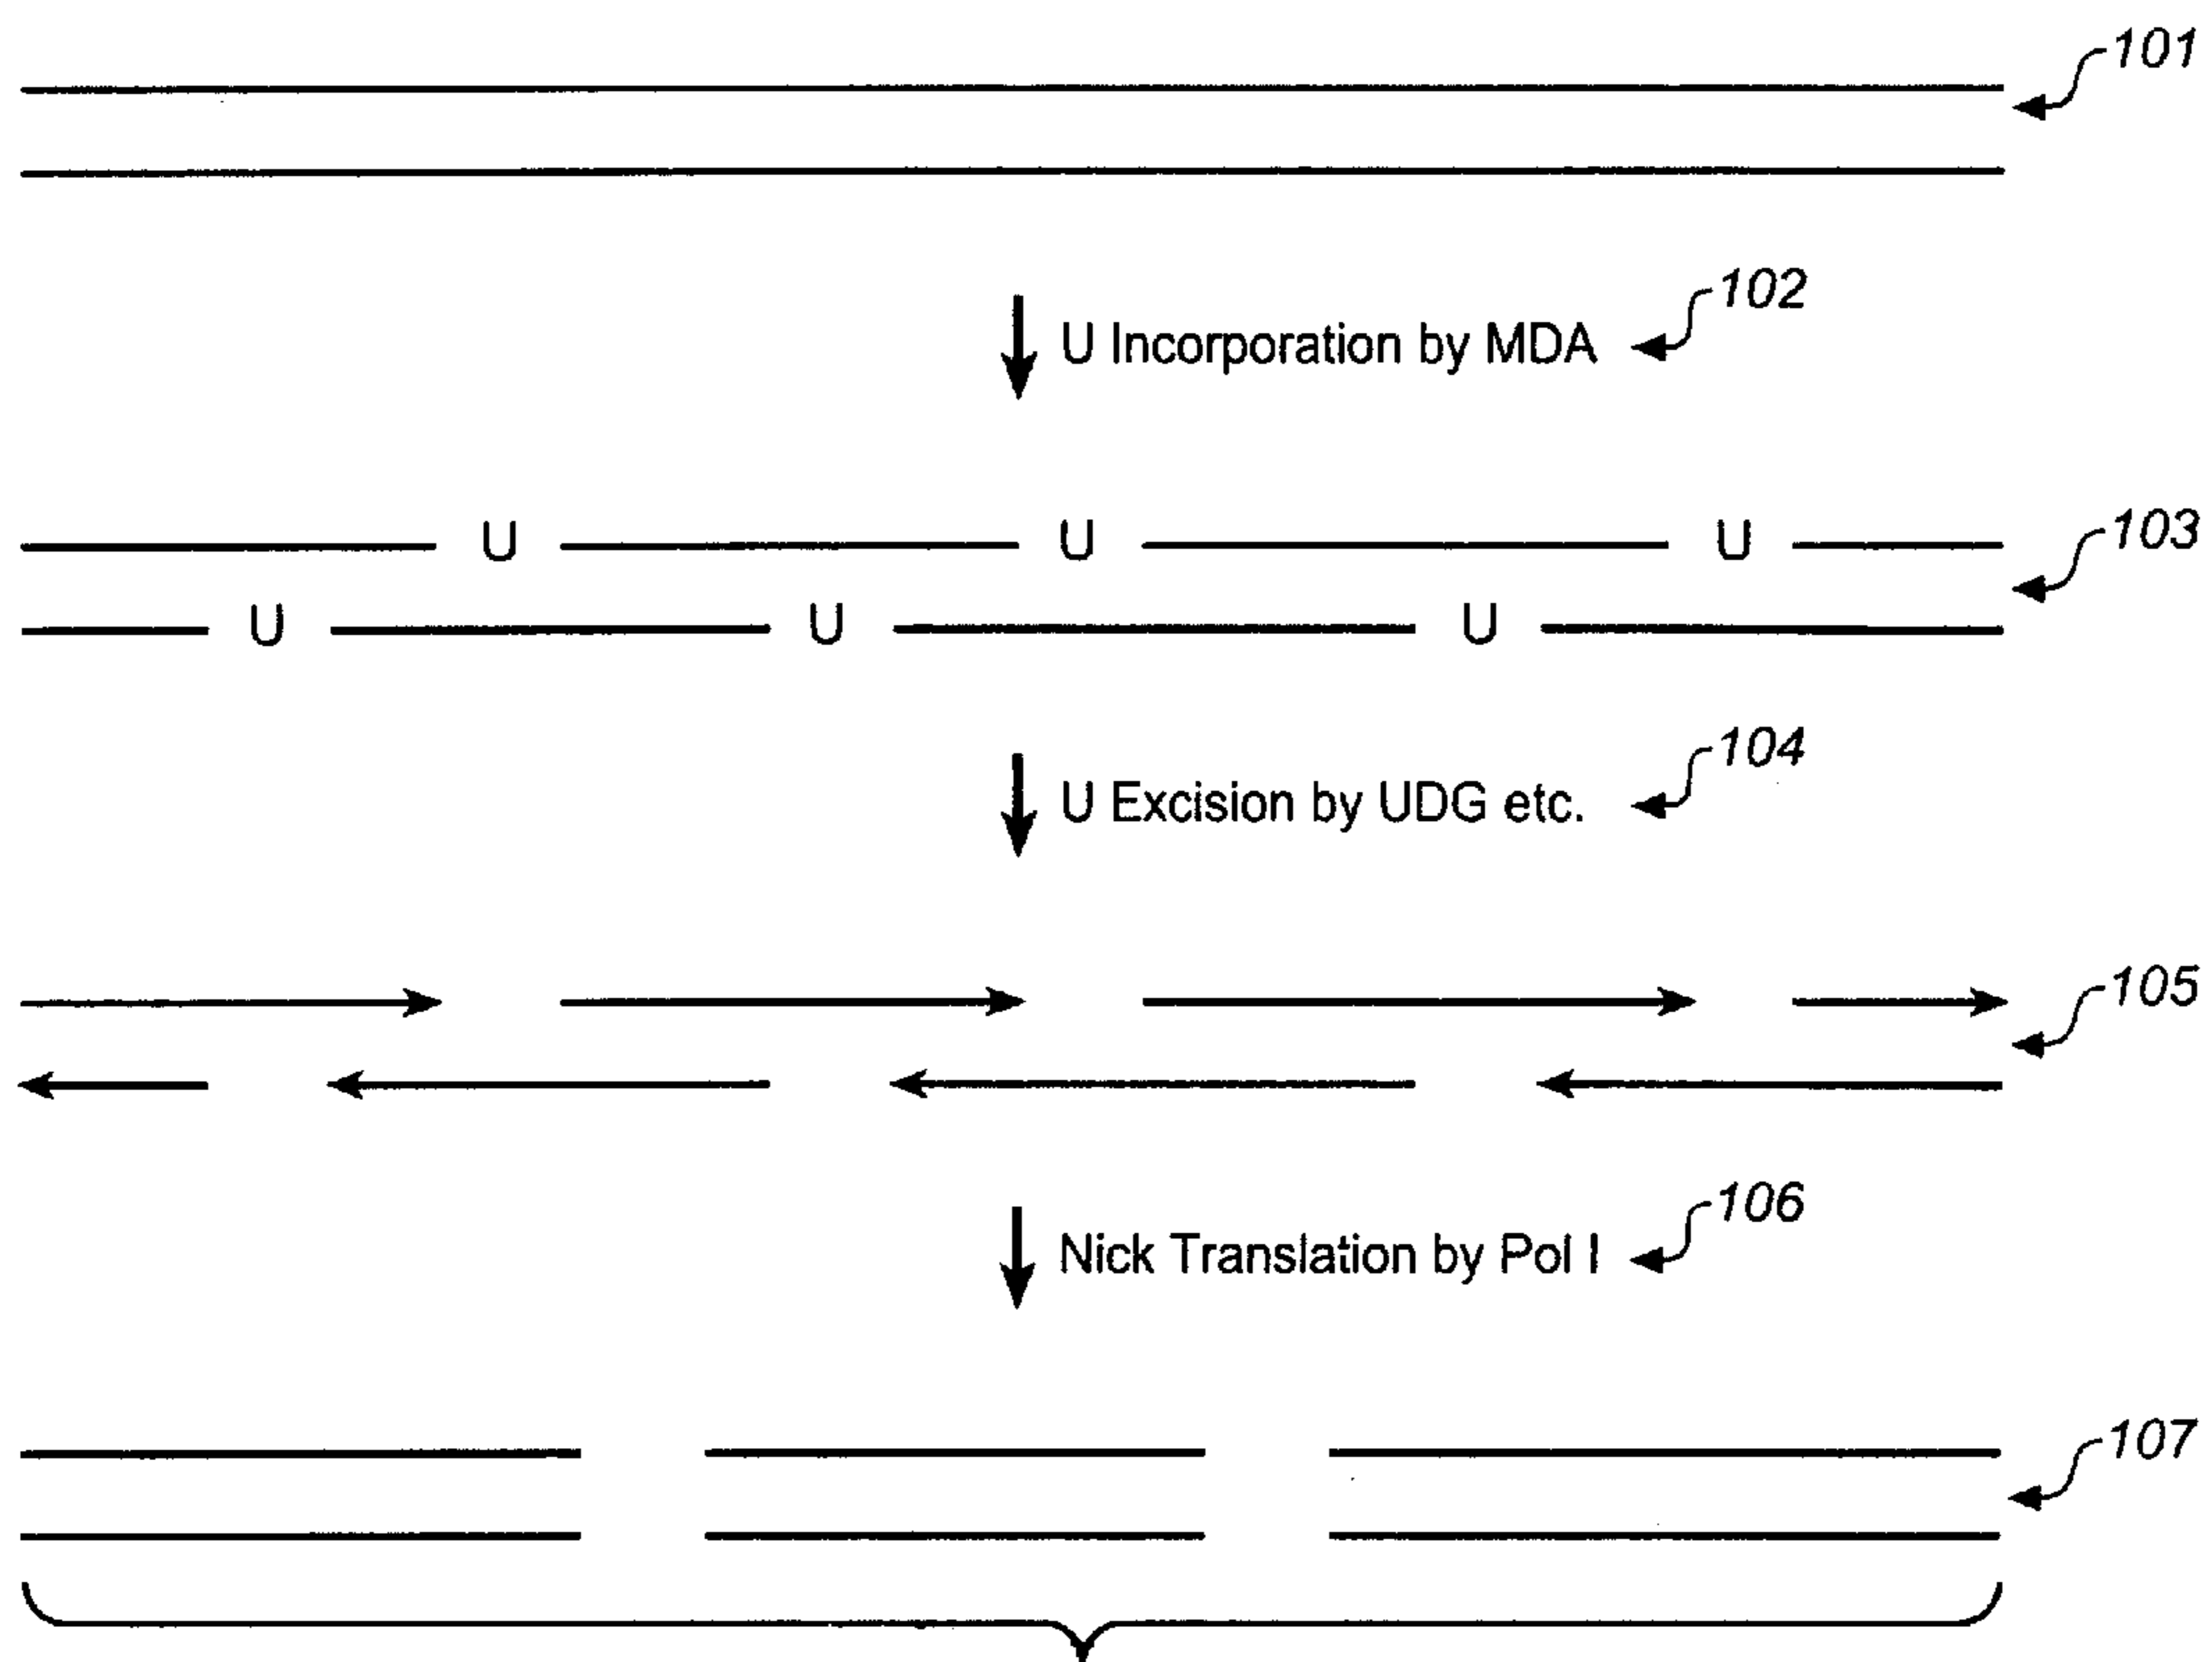 101
102
U Incorporation by MDA
U U U
103
U U U
104
U Excision by UDG etc.
105
106
Nick Translation by Pol I
107